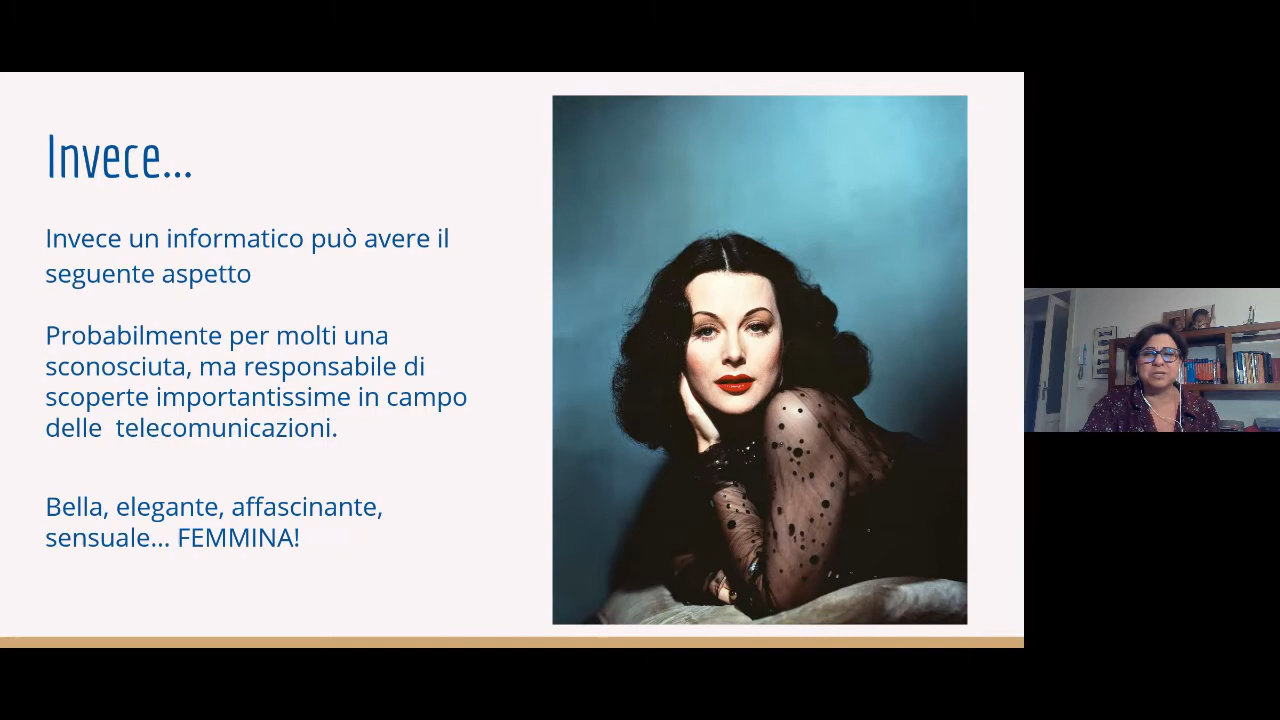 Invece...
Invece un informatico può avere il
seguente aspetto
Probabilmente per molti una
sconosciuta, ma responsabile di
scoperte importantissime in campo
delle  telecomunicazioni.
Bella, elegante, affascinante,
sensuale... FEMMINA!